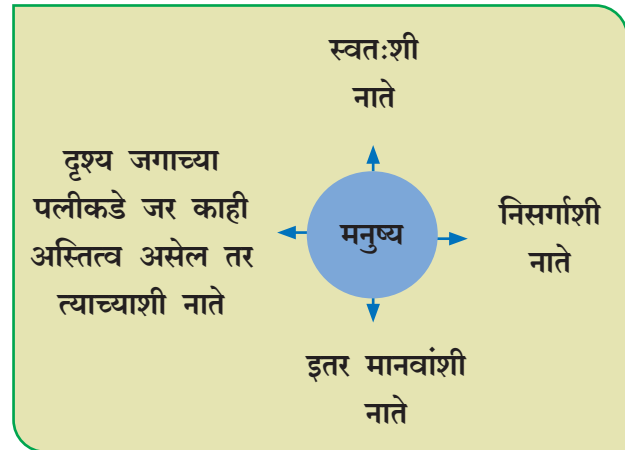 स्वतःशी
नाते
दृश्य जगाच्या
पलीकडे जर काही
अस्तित्व असेल तर
त्याच्याशी नाते
मनुष्य
निसर्गाशी
नाते
इतर मानवांशी
नाते